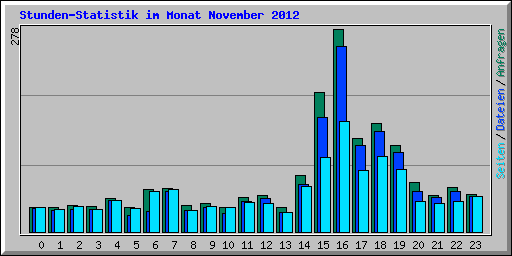 Stunden-Statistik im Monat November 2012
278
Seiten/Dateien/Anfragen
0 1 2 3 4 5 6 7 8 9 10 11 12 13 14 15 16 17 18 19 20 21 22 23